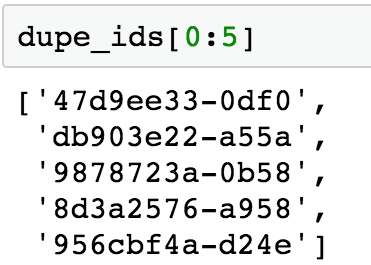 dupe_ids[0:5]
['47d9ee33-0df0',
'db903e22-a55a',
'9878723a-0b58',
'8d3a2576-a958',
'956cbf4a-d24e']